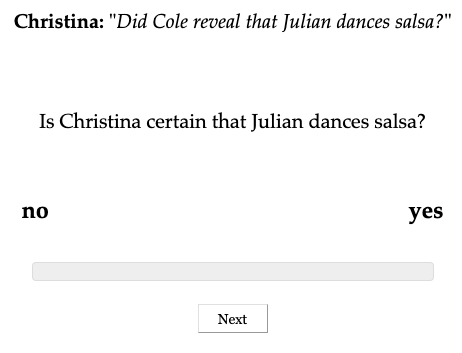 Christina: "Did Cole reveal that Julian dances salsa?"
Is Christina certain that Julian dances salsa?
no yes
Next